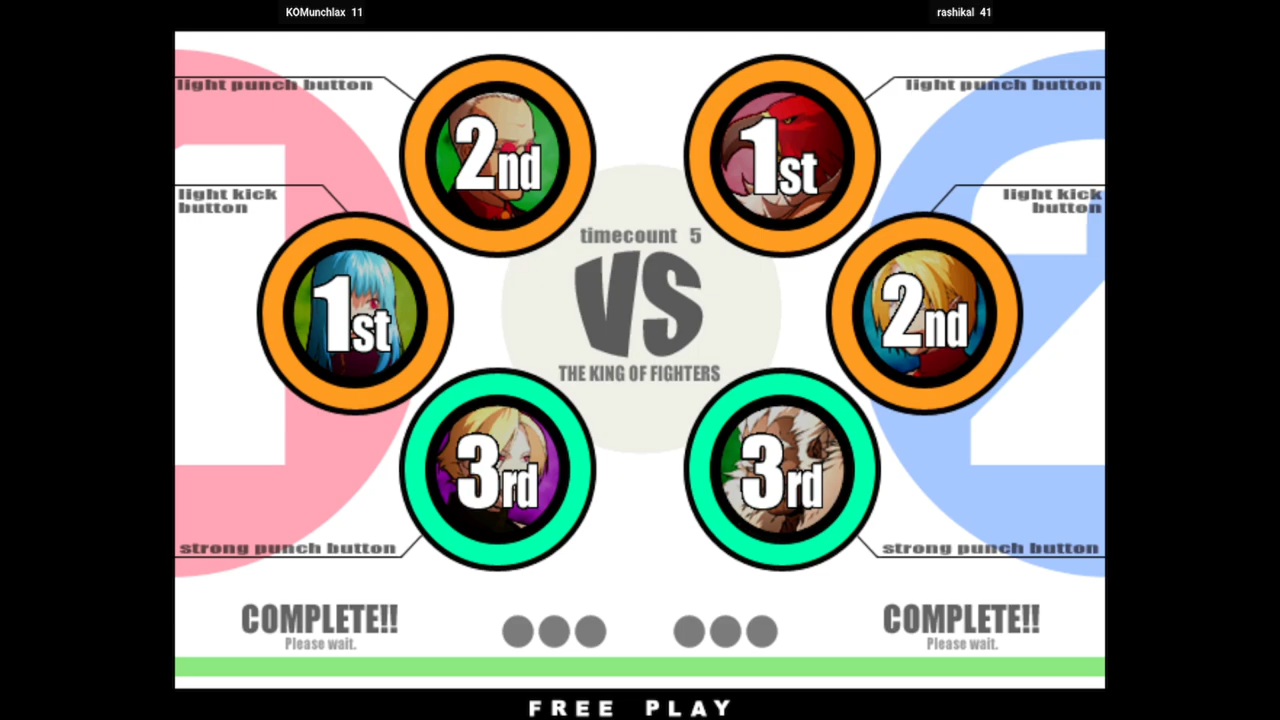 KOMunchlax 11
rashikal 41
light punch button
light punch button
2nd
1st
light kick
button
light kick
button
timecount 5
VS
THE KING OF FIGHTERS
1st
2nd
1
2
3rd
3rd
strong punch button
strong punch button
COMPLETE!!
Please wait.
COMPLETE!!
Please wait.
FREE PLAY